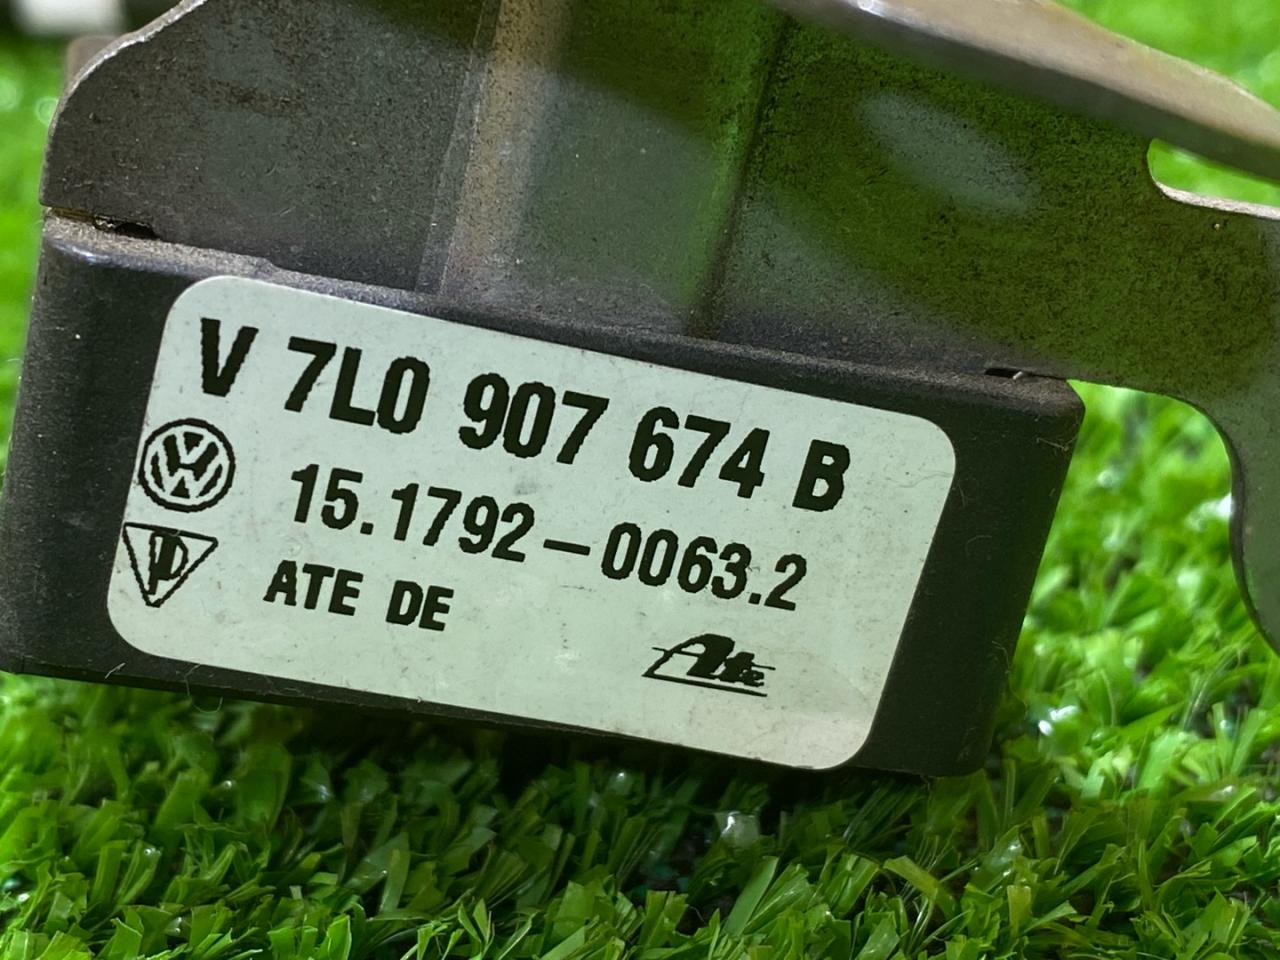 V 7L0 907 674 B
15.1792-0063.2
ATE DE
Ate